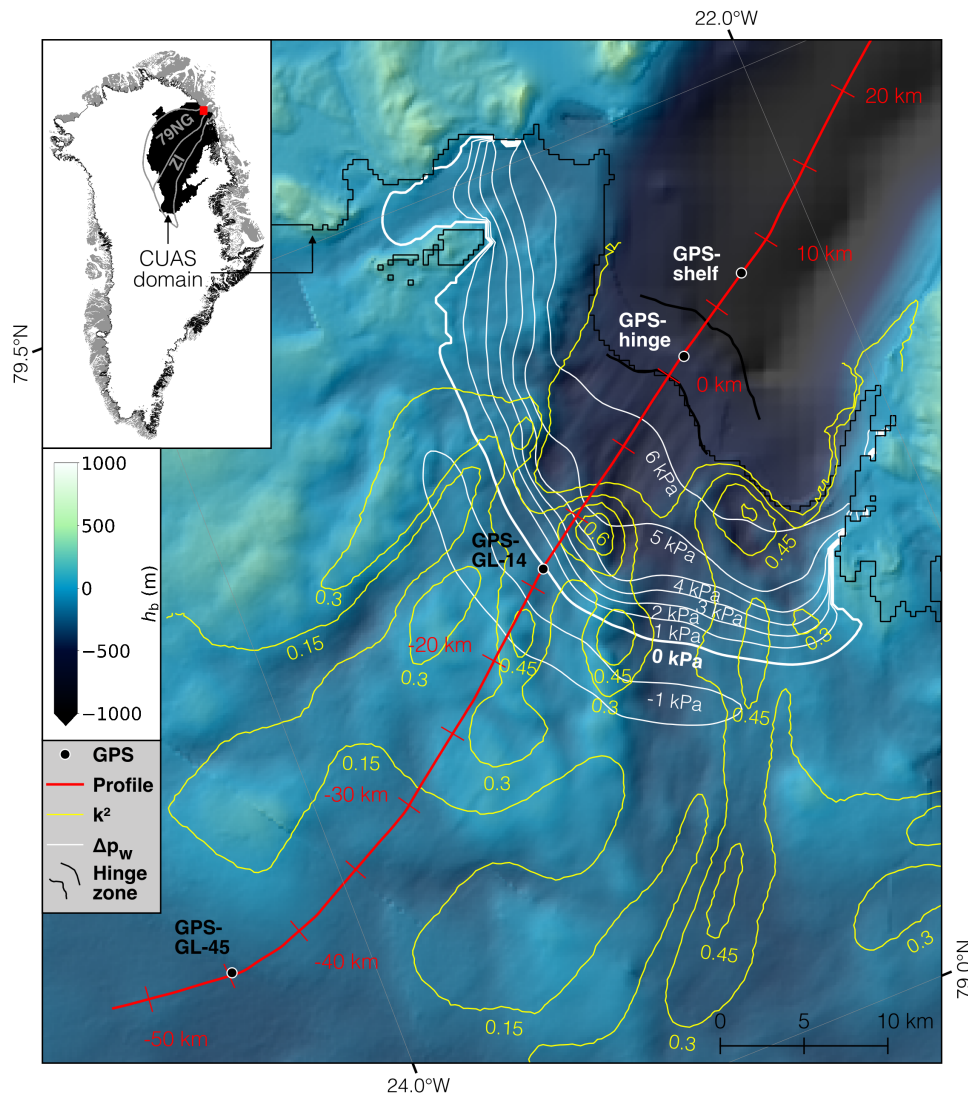 22.0°W
79NG
ZI
CUAS
domain
20 km
10 km
GPS-
shelf
GPS-
hinge
0 km
79.5°N
6 kPa
1000
500
0
−500
−1000
h_b (m)
0.6
5 kPa
0.45
GPS-
GL-14
4 kPa
3 kPa
2 kPa
1 kPa
0 kPa
-1 kPa
0.3
0.3
0.15
-20 km
0.3
0.45
0.45
0.3
0.45
0.3
0.15
-30 km
GPS
Profile
k²
Δp_w
Hinge
zone
GPS-
GL-45
-40 km
0.45
0.3
79.0°N
-50 km
0.15
0.3
0 5 10 km
24.0°W